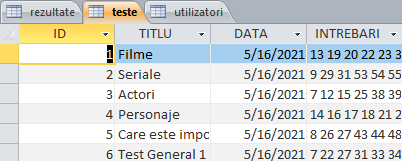 rezultate teste utilizatori
ID TITLU DATA INTREBARI
1 Filme 5/16/2021 13 19 20 22 23 3
2 Seriale 5/16/2021 9 29 31 53 54 55
3 Actori 5/16/2021 7 12 15 25 38 39
4 Personaje 5/16/2021 14 16 17 18 21 2
5 Care este impo 5/16/2021 8 26 27 43 44 48
6 Test General 1 5/16/2021 7 22 27 31 33 34